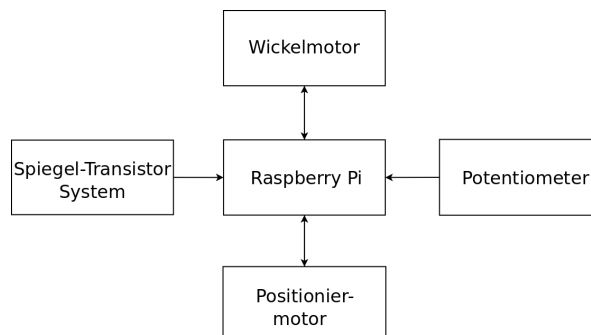 Wickelmotor
Spiegel-Transistor
System
Raspberry Pi
Potentiometer
Positionier-
motor